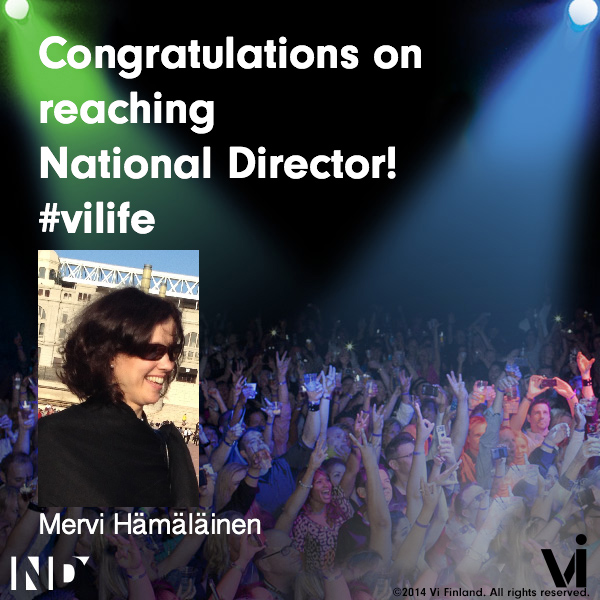 Congratulations on
reaching
National Director!
#vilife
Mervi Hämäläinen
ND
Vi
©2014 Vi Finland. All rights reserved.